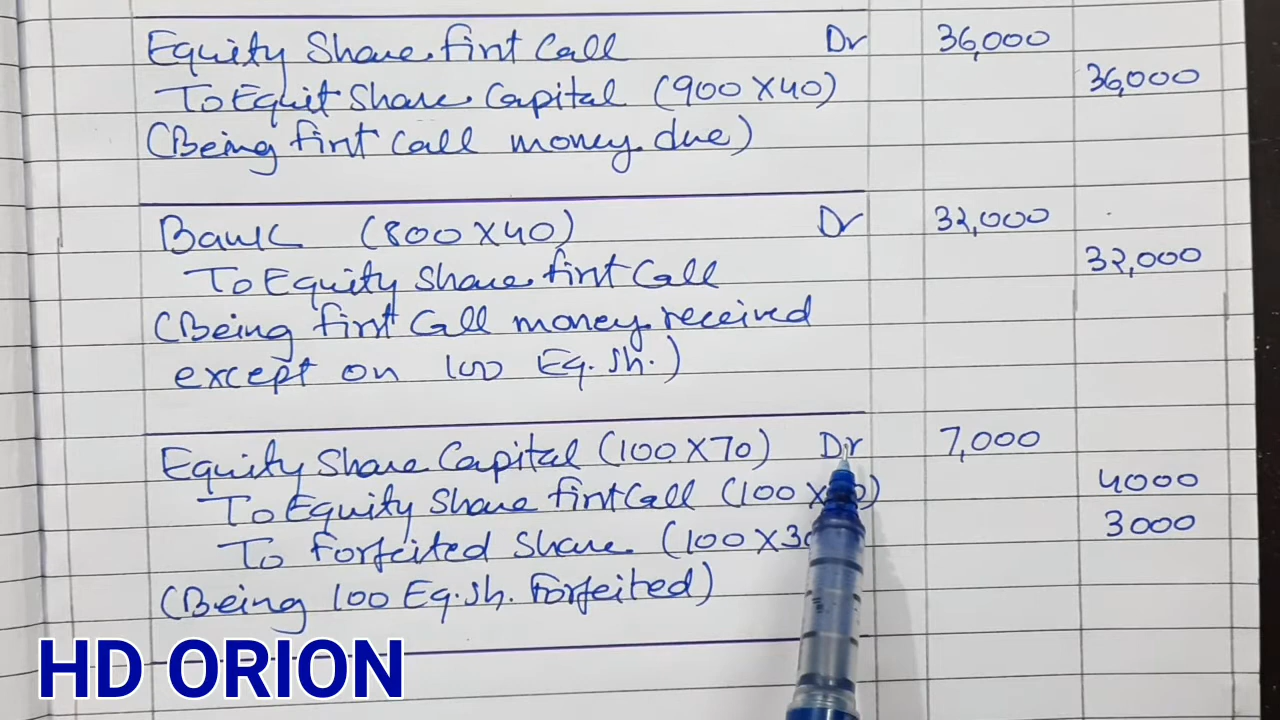 Equity Share First Call Dr 36,000
To Equit Share Capital (900 X 40) 36,000
(Being first Call money due)
Bank (800 X 40) Dr 32,000
To Equity Share first Call 32,000
(Being first Call money received
except on 100 Eq. Sh.)
Equity Share Capital (100 X 70) Dr 7,000
To Equity Share first Call (100 X 4000
To Forfeited Share (100 X 3000
(Being 100 Eq. Sh. Forfeited)
HD ORION